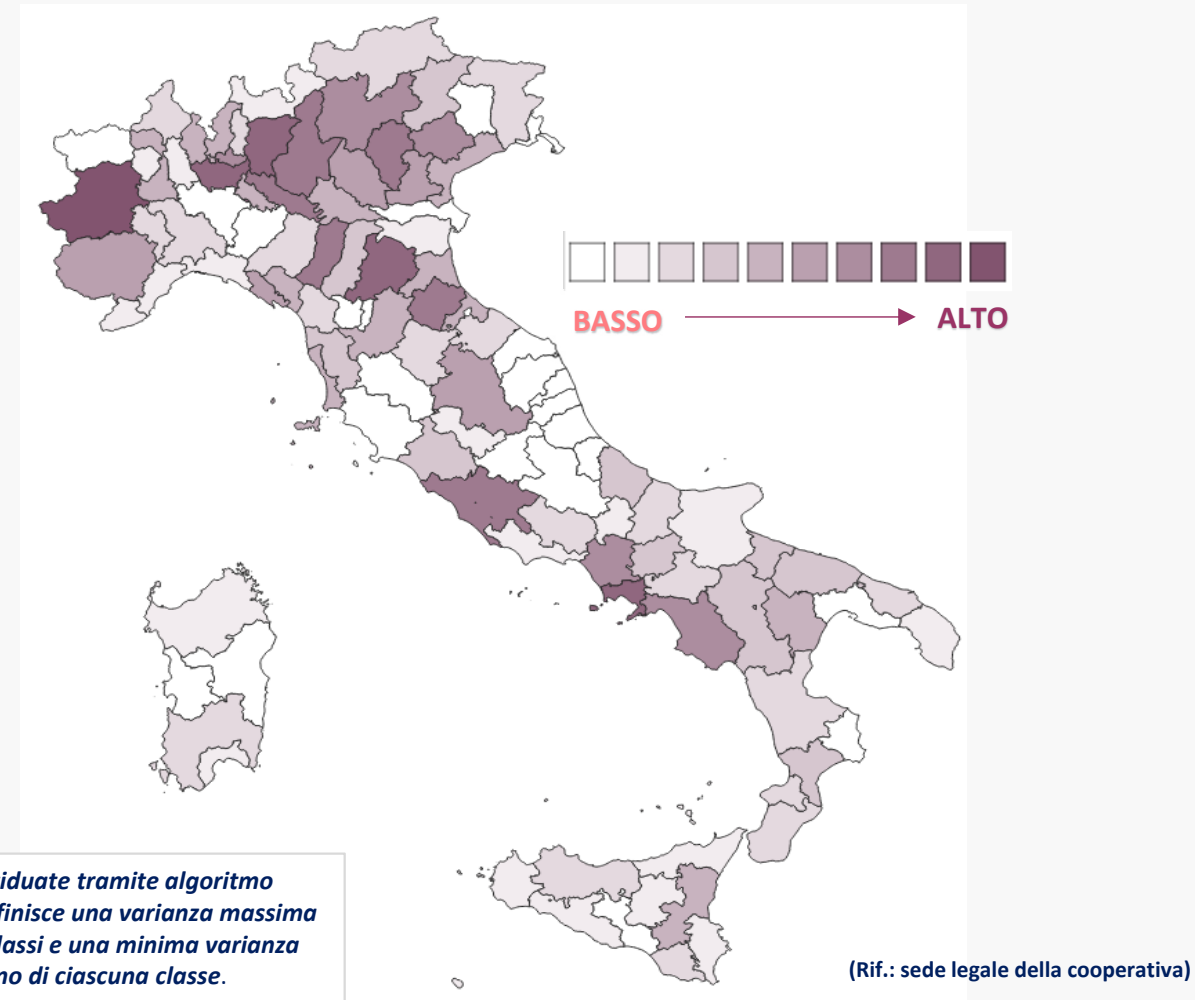 BASSO
ALTO
iduate tramite algoritmo
finisce una varianza massima
lassi e una minima varianza
no di ciascuna classe.
(Rif.: sede legale della cooperativa)